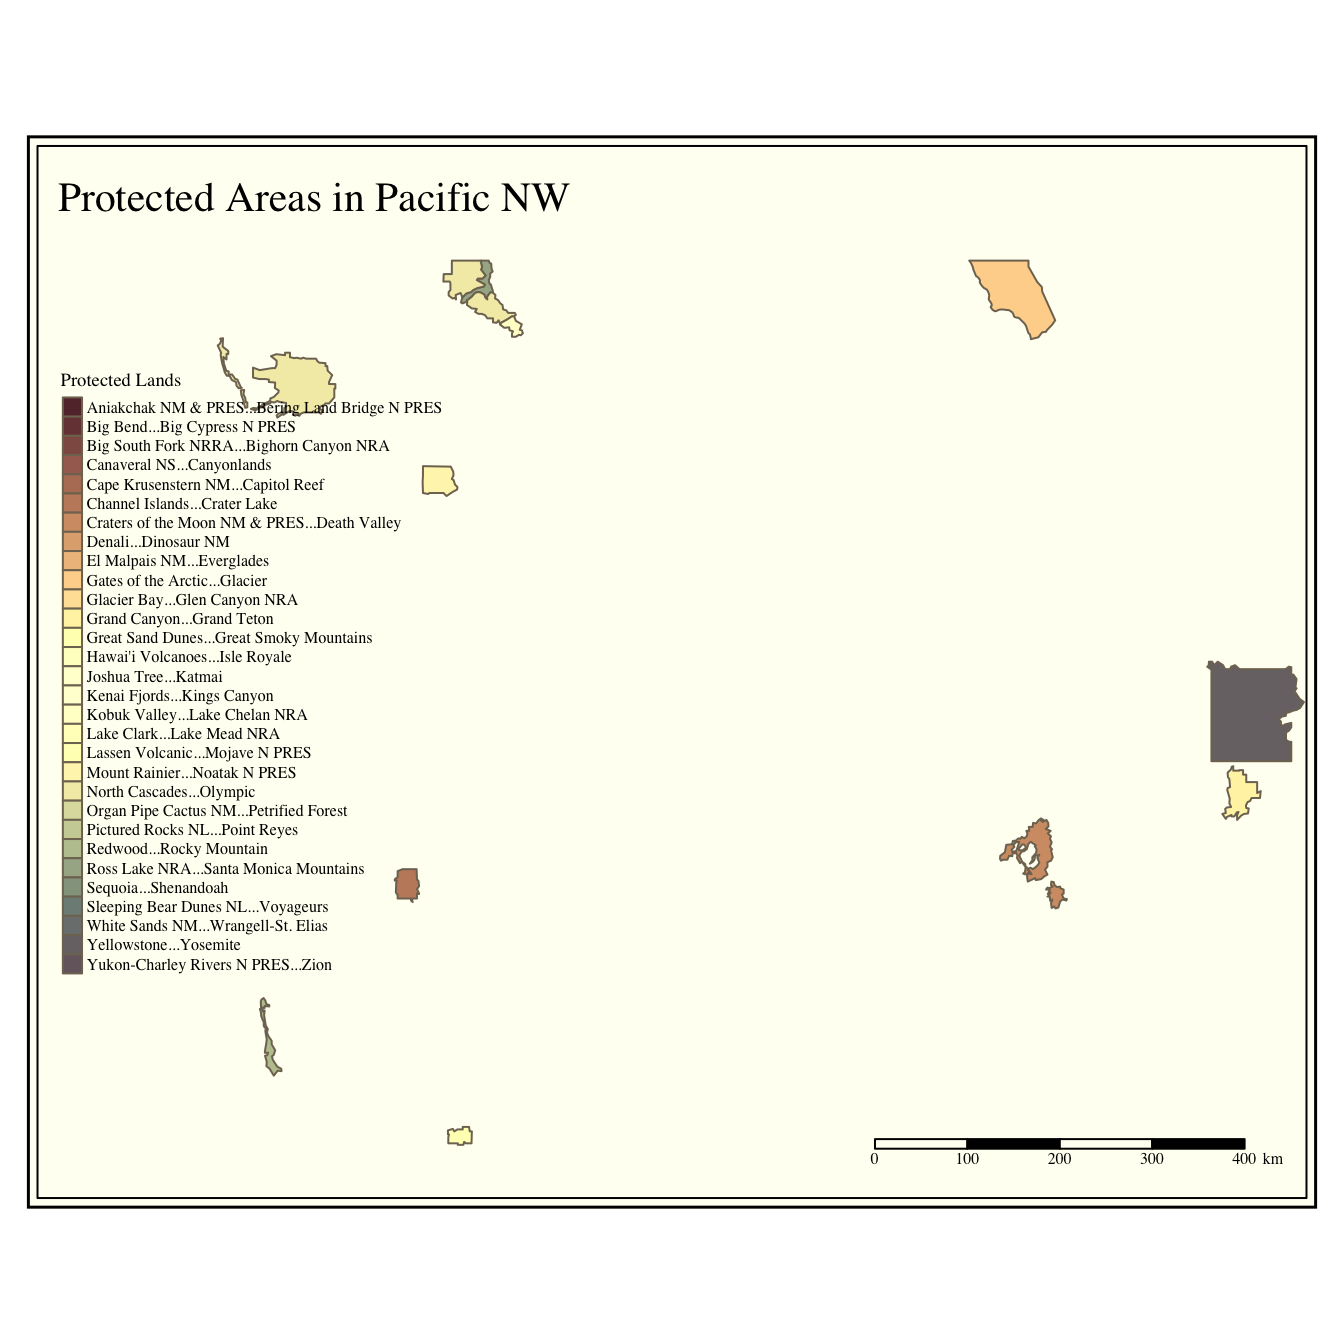 Protected Areas in Pacific NW
Protected Lands
Aniakchak NM & PRES...Bering Land Bridge N PRES
Big Bend...Big Cypress N PRES
Big South Fork NRRA...Bighorn Canyon NRA
Canaveral NS...Canyonlands
Cape Krusenstern NM...Capitol Reef
Channel Islands...Crater Lake
Craters of the Moon NM & PRES...Death Valley
Denali...Dinosaur NM
El Malpais NM...Everglades
Gates of the Arctic...Glacier
Glacier Bay...Glen Canyon NRA
Grand Canyon...Grand Teton
Great Sand Dunes...Great Smoky Mountains
Hawai'i Volcanoes...Isle Royale
Joshua Tree...Katmai
Kenai Fjords...Kings Canyon
Kobuk Valley...Lake Chelan NRA
Lake Clark...Lake Mead NRA
Lassen Volcanic...Mojave N PRES
Mount Rainier...Noatak N PRES
North Cascades...Olympic
Organ Pipe Cactus NM...Petrified Forest
Pictured Rocks NL...Point Reyes
Redwood...Rocky Mountain
Ross Lake NRA...Santa Monica Mountains
Sequoia...Shenandoah
Sleeping Bear Dunes NL...Voyageurs
White Sands NM...Wrangell-St. Elias
Yellowstone...Yosemite
Yukon-Charley Rivers N PRES...Zion
0 100 200 300 400 km